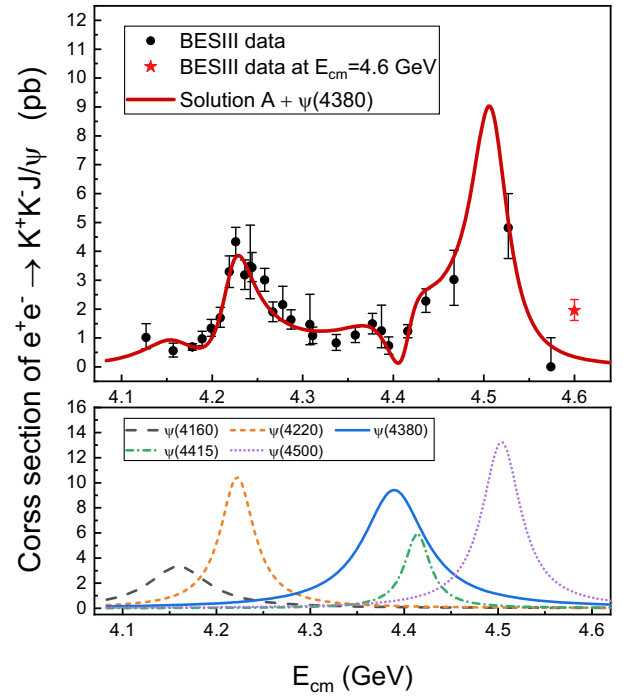 Corss section of e⁺e⁻ → K⁺K⁻J/ψ (pb)
12
11
10
9
8
7
6
5
4
3
2
1
0
BESIII data
BESIII data at E_cm=4.6 GeV
Solution A + ψ(4380)
4.1 4.2 4.3 4.4 4.5 4.6
16
14
12
10
8
6
4
2
0
ψ(4160) ψ(4220) ψ(4380)
ψ(4415) ψ(4500)
4.1 4.2 4.3 4.4 4.5 4.6
E_cm (GeV)